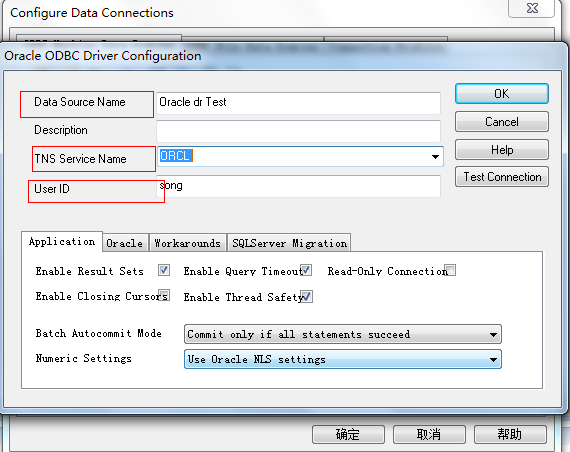 Configure Data Connections
Oracle ODBC Driver Configuration
Data Source Name
Oracle dr Test
OK
Description
Cancel
TNS Service Name
ORCL
Help
User ID
song
Test Connection
Application
Oracle
Workarounds
SQLServer Migration
Enable Result Sets
Enable Query Timeout
Read-Only Connection
Enable Closing Cursors
Enable Thread Safety
Batch Autocommit Mode
Commit only if all statements succeed
Numeric Settings
Use Oracle NLS settings
确定
取消
帮助